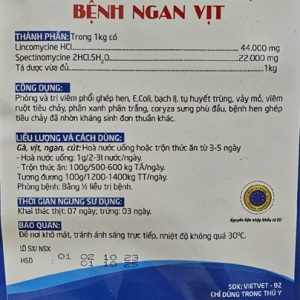 BỆNH NGAN VỊT
THÀNH PHẦN: Trong 1kg có
Lincomycine HCl 44.000 mg
Spectinomycine 2HCl.5H₂O 22.000 mg
Tá dược vừa đủ 1kg
CÔNG DỤNG:
Phòng và trị viêm phổi ghép hen, E.Coli, bạch lị, tụ huyết trùng, vảy mỏ, viêm
ruột tiêu chảy, phân xanh phân trắng, coryza sưng phù đầu, bệnh hen ghép
tiêu chảy đã nhờn kháng sinh đơn thuần khác.
LIỀU LƯỢNG VÀ CÁCH DÙNG:
Gà, vịt, ngan, cút: Hoà nước uống hoặc trộn thức ăn từ 3-5 ngày
- Hoà nước uống: 1g/2-3l nước/ngày.
- Trộn thức ăn: 100g/500-600 kg TĂ/ngày
Tương đương 100g/1200-1400kg TT/ngày.
Phòng bệnh: Bằng ½ liều trị bệnh.
THỜI GIAN NGỪNG SỬ DỤNG
Khai thác thịt: 07 ngày, trứng: 03 ngày.
BẢO QUẢN:
Để nơi khô mát, tránh ánh sáng trực tiếp, nhiệt độ không quá 30°C.
Nguyên liệu nhập khẩu từ EU
LÔ SX/ NSX: 01 02 10 23
HSD: 01 10 25
SĐK: VIETVET - 92
CHỈ DÙNG TRONG THÚ Y